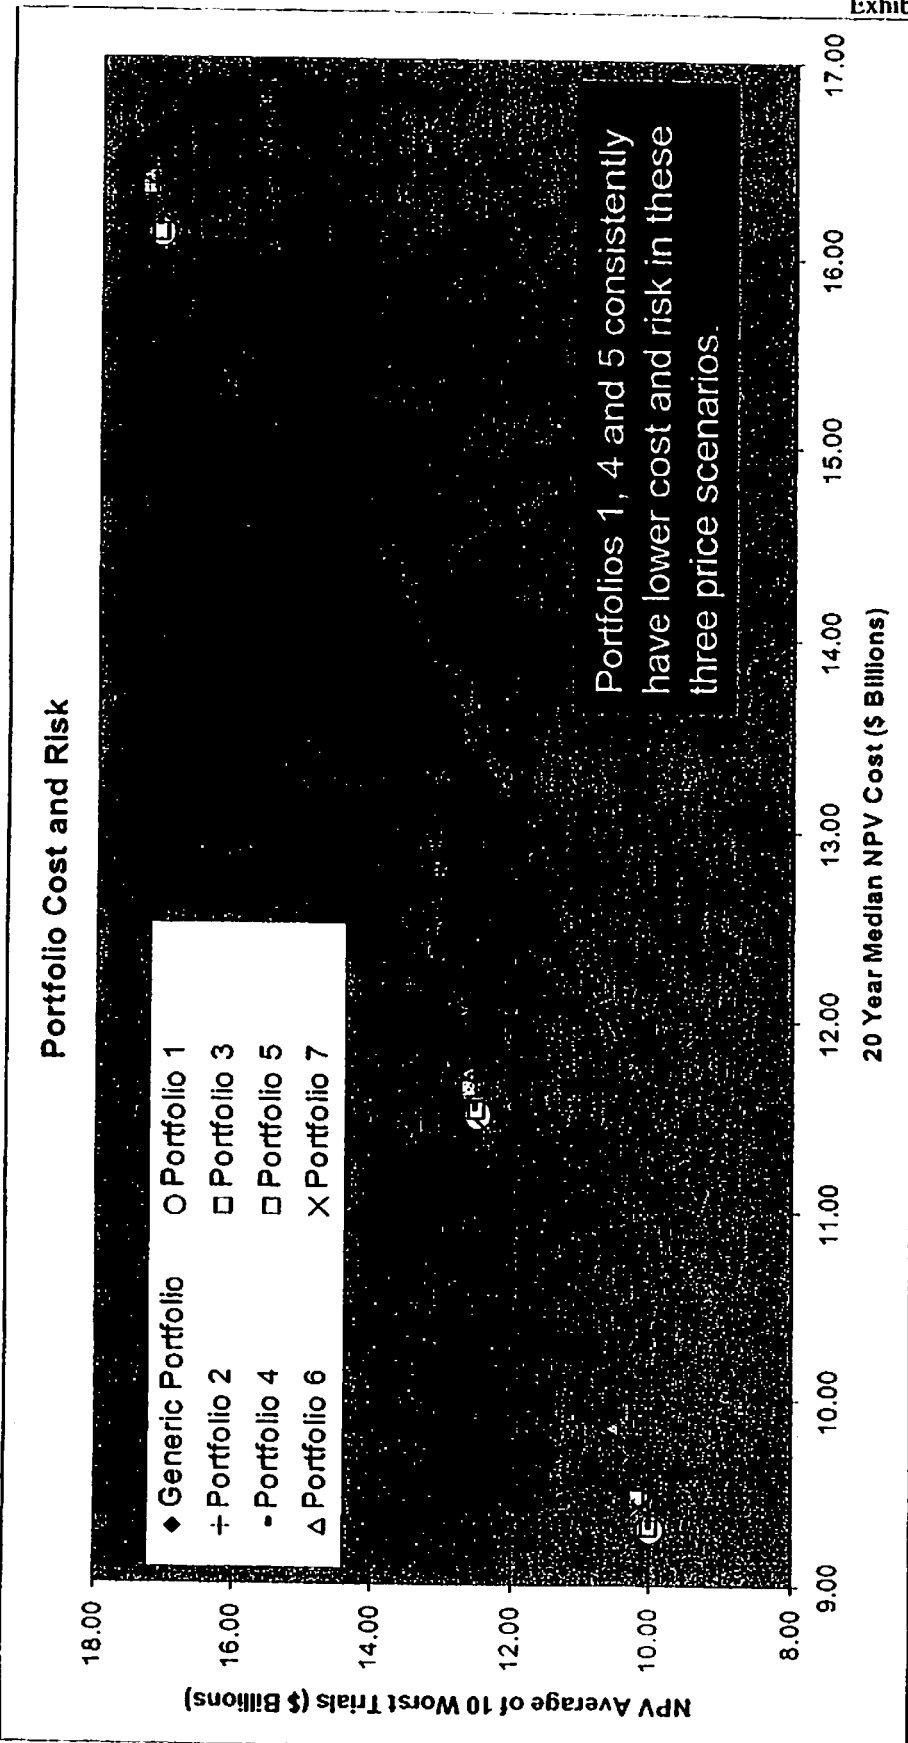 Exhib
Portfolio Cost and Risk
18.00
16.00
14.00
12.00
10.00
8.00
NPV Average of 10 Worst Trials ($ Billions)
◆ Generic Portfolio
○ Portfolio 1
+ Portfolio 2
□ Portfolio 3
- Portfolio 4
□ Portfolio 5
△ Portfolio 6
× Portfolio 7
Portfolios 1, 4 and 5 consistently
have lower cost and risk in these
three price scenarios.
9.00 10.00 11.00 12.00 13.00 14.00 15.00 16.00 17.00
20 Year Median NPV Cost ($ Billions)